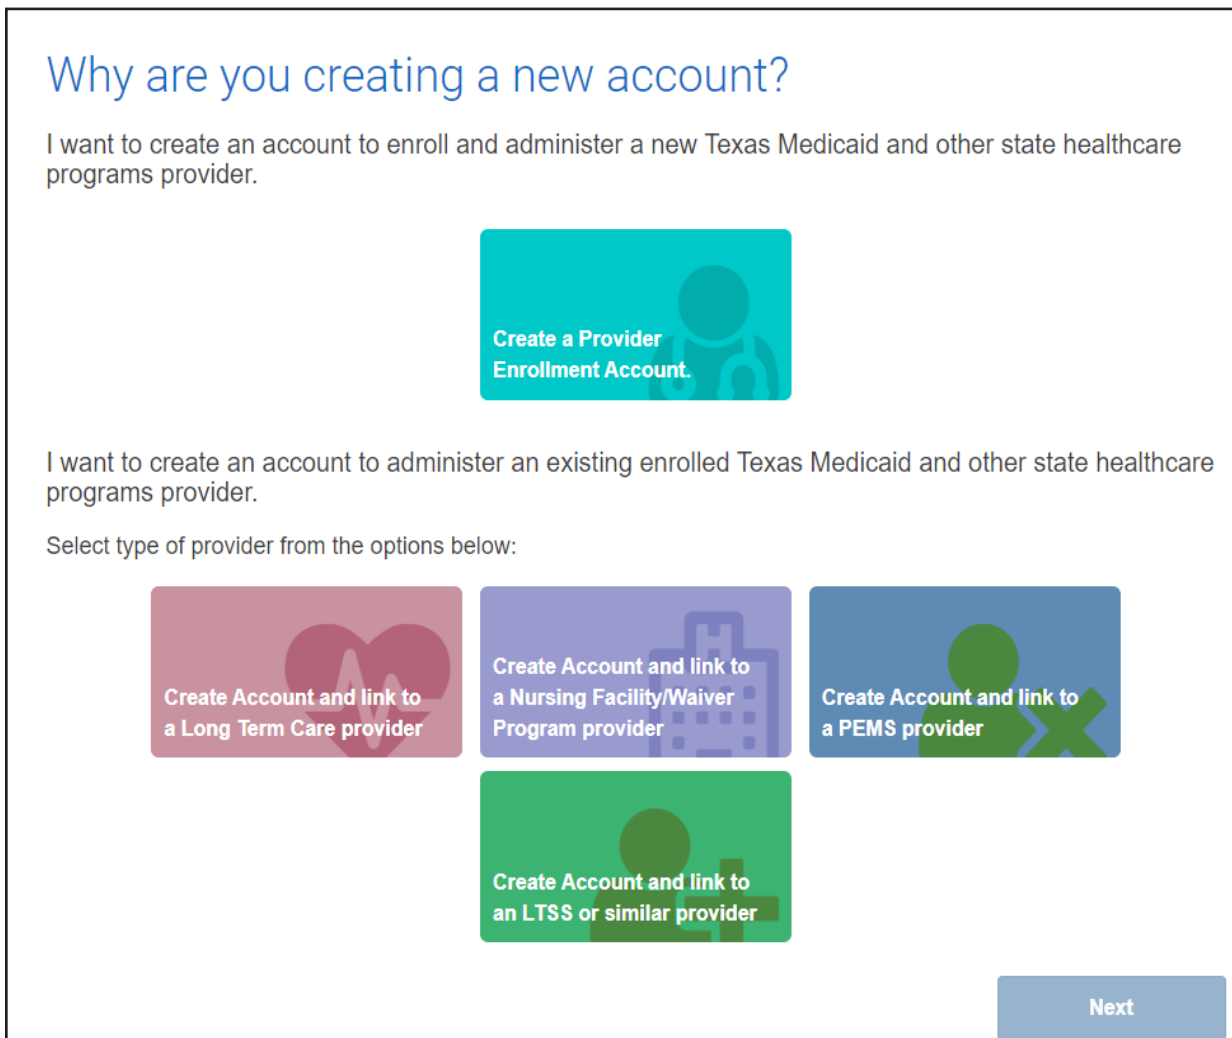 Why are you creating a new account?
I want to create an account to enroll and administer a new Texas Medicaid and other state healthcare
programs provider.
Create a Provider
Enrollment Account.
I want to create an account to administer an existing enrolled Texas Medicaid and other state healthcare
programs provider.
Select type of provider from the options below:
Create Account and link to
a Long Term Care provider
Create Account and link to
a Nursing Facility/Waiver
Program provider
Create Account and link to
a PEMS provider
Create Account and link to
an LTSS or similar provider
Next